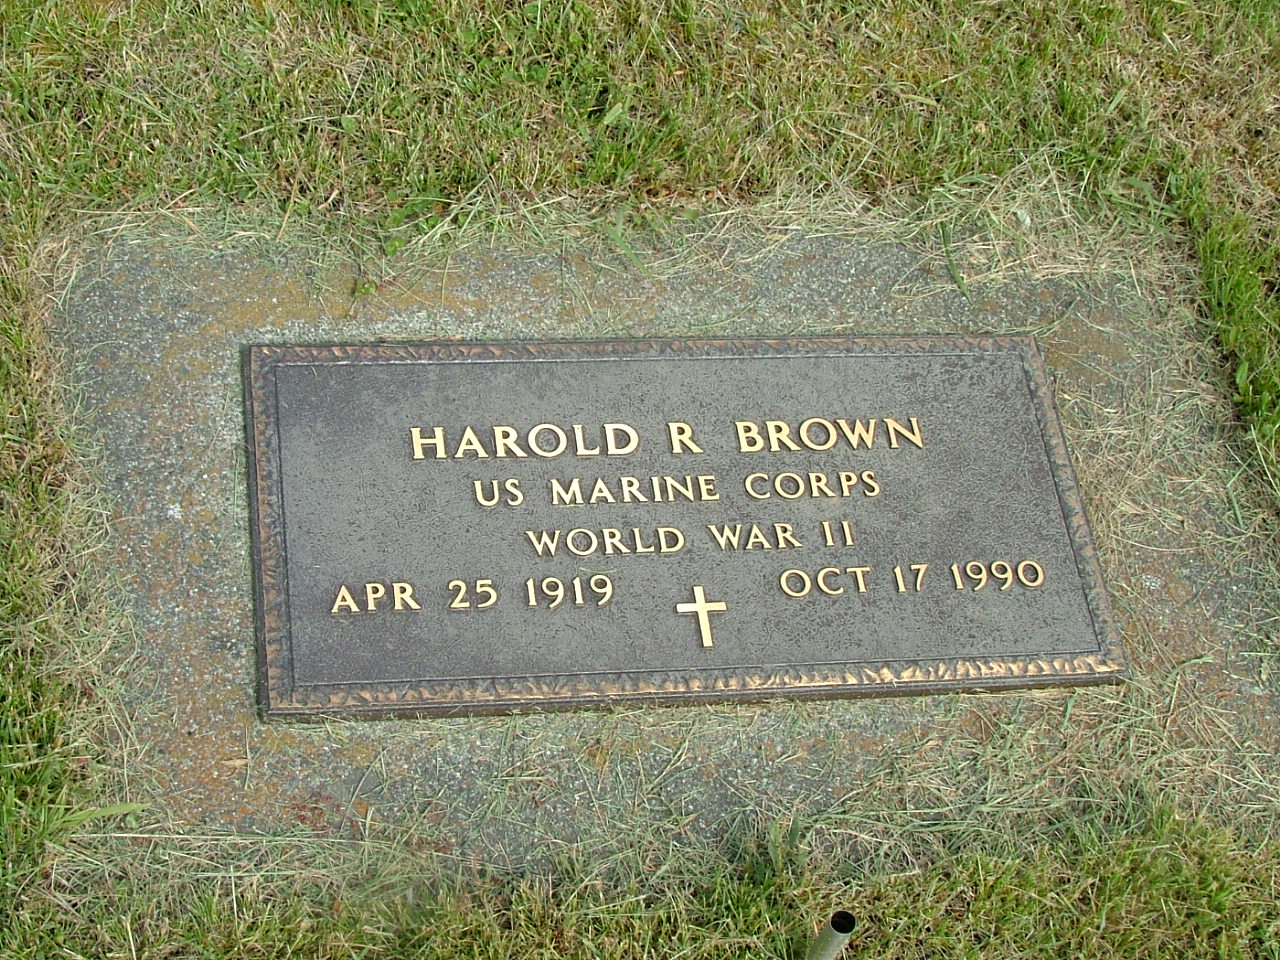 HAROLD R BROWN
US MARINE CORPS
WORLD WAR II
APR 25 1919 OCT 17 1990